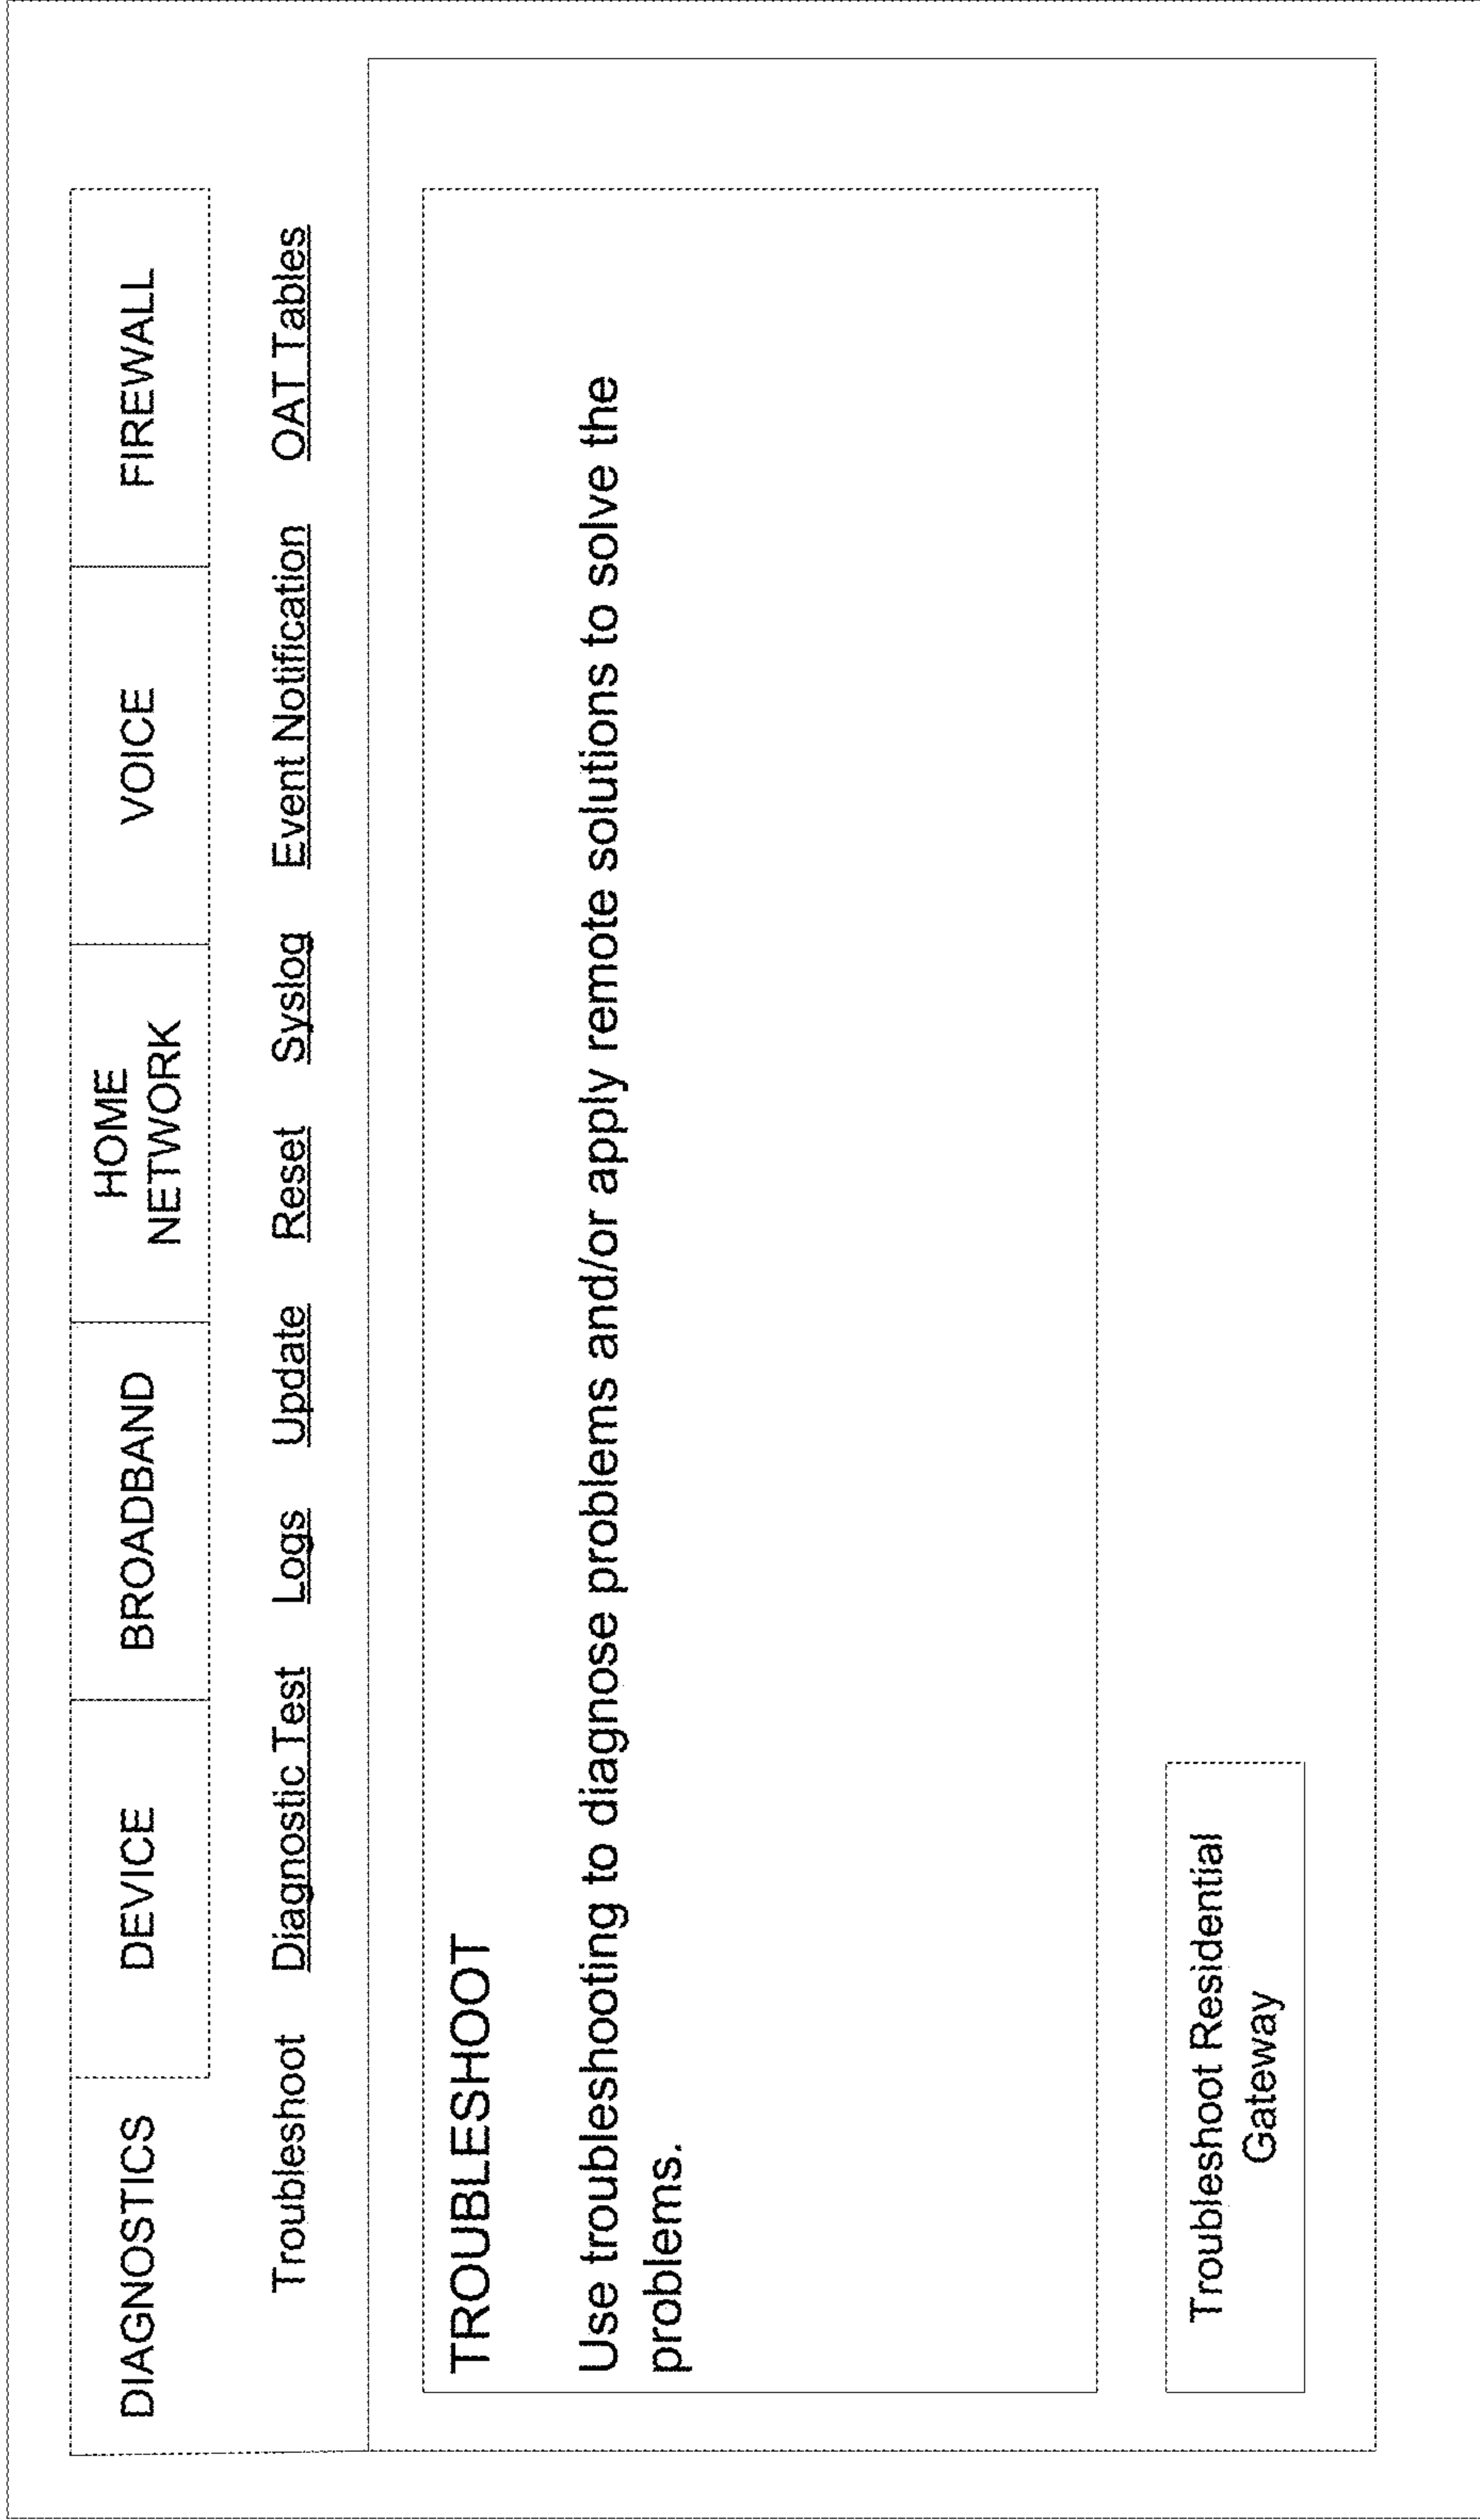 DIAGNOSTICS DEVICE BROADBAND HOME NETWORK VOICE FIREWALL
Troubleshoot Diagnostic Test Logs Update Reset Syslog Event Notification OAT Tables
TROUBLESHOOT
Use troubleshooting to diagnose problems and/or apply remote solutions to solve the
problems.
Troubleshoot Residential
Gateway